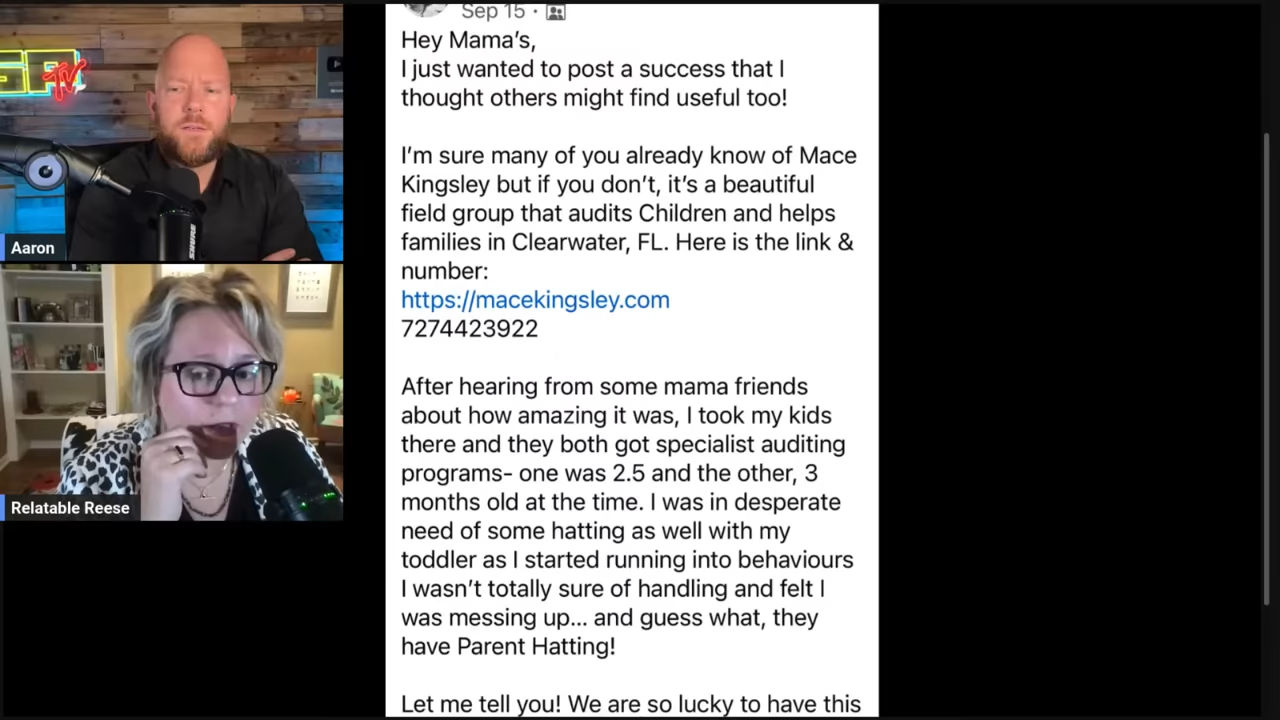 Sep 15 ·
Hey Mama's,
I just wanted to post a success that I
thought others might find useful too!
I'm sure many of you already know of Mace
Kingsley but if you don't, it's a beautiful
field group that audits Children and helps
families in Clearwater, FL. Here is the link &
number:
https://macekingsley.com
7274423922
After hearing from some mama friends
about how amazing it was, I took my kids
there and they both got specialist auditing
programs- one was 2.5 and the other, 3
months old at the time. I was in desperate
need of some hatting as well with my
toddler as I started running into behaviours
I wasn't totally sure of handling and felt I
was messing up... and guess what, they
have Parent Hatting!
Let me tell you! We are so lucky to have this
TV
SHURE
Aaron
Relatable Reese